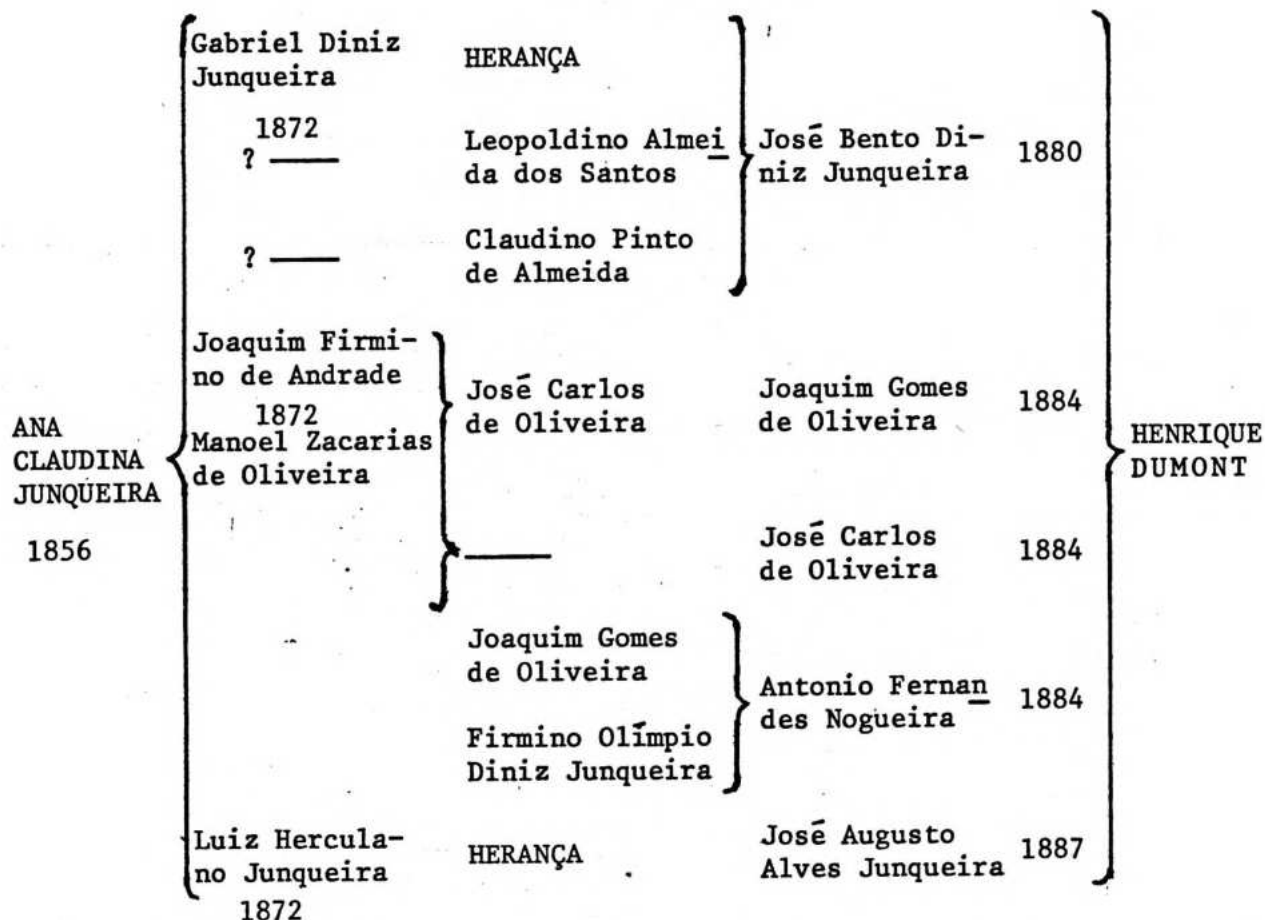 ANA
CLAUDINA
JUNQUEIRA
1856
Gabriel Diniz
Junqueira
1872
? ——
? ——
Joaquim Firmi-
no de Andrade
1872
Manoel Zacarias
de Oliveira
Luiz Hercula-
no Junqueira
1872
HERANÇA
Leopoldino Almei
da dos Santos
Claudino Pinto
de Almeida
José Carlos
de Oliveira
——
Joaquim Gomes
de Oliveira
Firmino Olímpio
Diniz Junqueira
HERANÇA
José Bento Di-
niz Junqueira
1880
Joaquim Gomes
de Oliveira
1884
José Carlos
de Oliveira
1884
Antonio Fernan
des Nogueira
1884
José Augusto
Alves Junqueira
1887
HENRIQUE
DUMONT